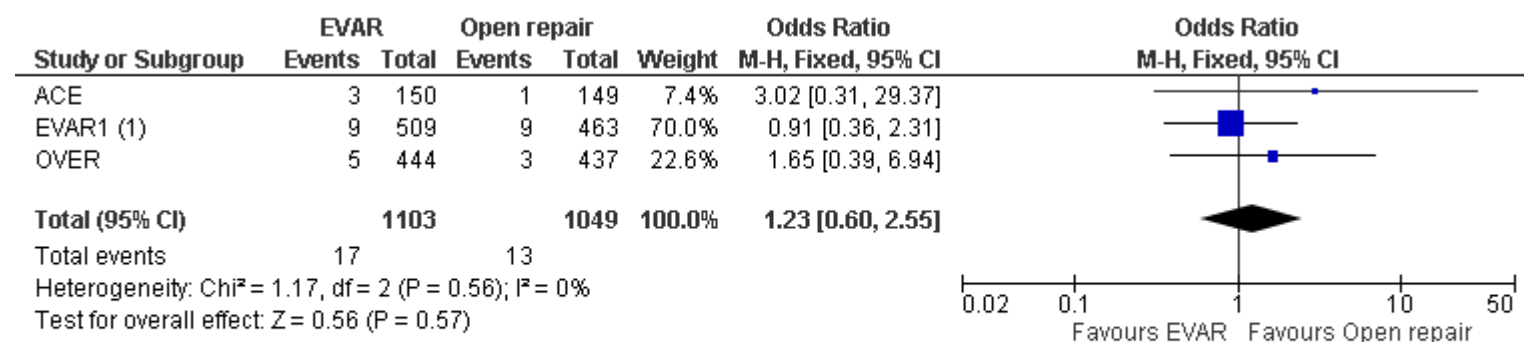 EVAR Open repair Odds Ratio Odds Ratio
Study or Subgroup Events Total Events Total Weight M-H, Fixed, 95% CI M-H, Fixed, 95% CI
ACE 3 150 1 149 7.4% 3.02 [0.31, 29.37]
EVAR1 (1) 9 509 9 463 70.0% 0.91 [0.36, 2.31]
OVER 5 444 3 437 22.6% 1.65 [0.39, 6.94]
Total (95% CI) 1103 1049 100.0% 1.23 [0.60, 2.55]
Total events 17 13
Heterogeneity: Chi² = 1.17, df = 2 (P = 0.56); I² = 0%
Test for overall effect: Z = 0.56 (P = 0.57)
0.02 0.1 1 10 50
Favours EVAR Favours Open repair